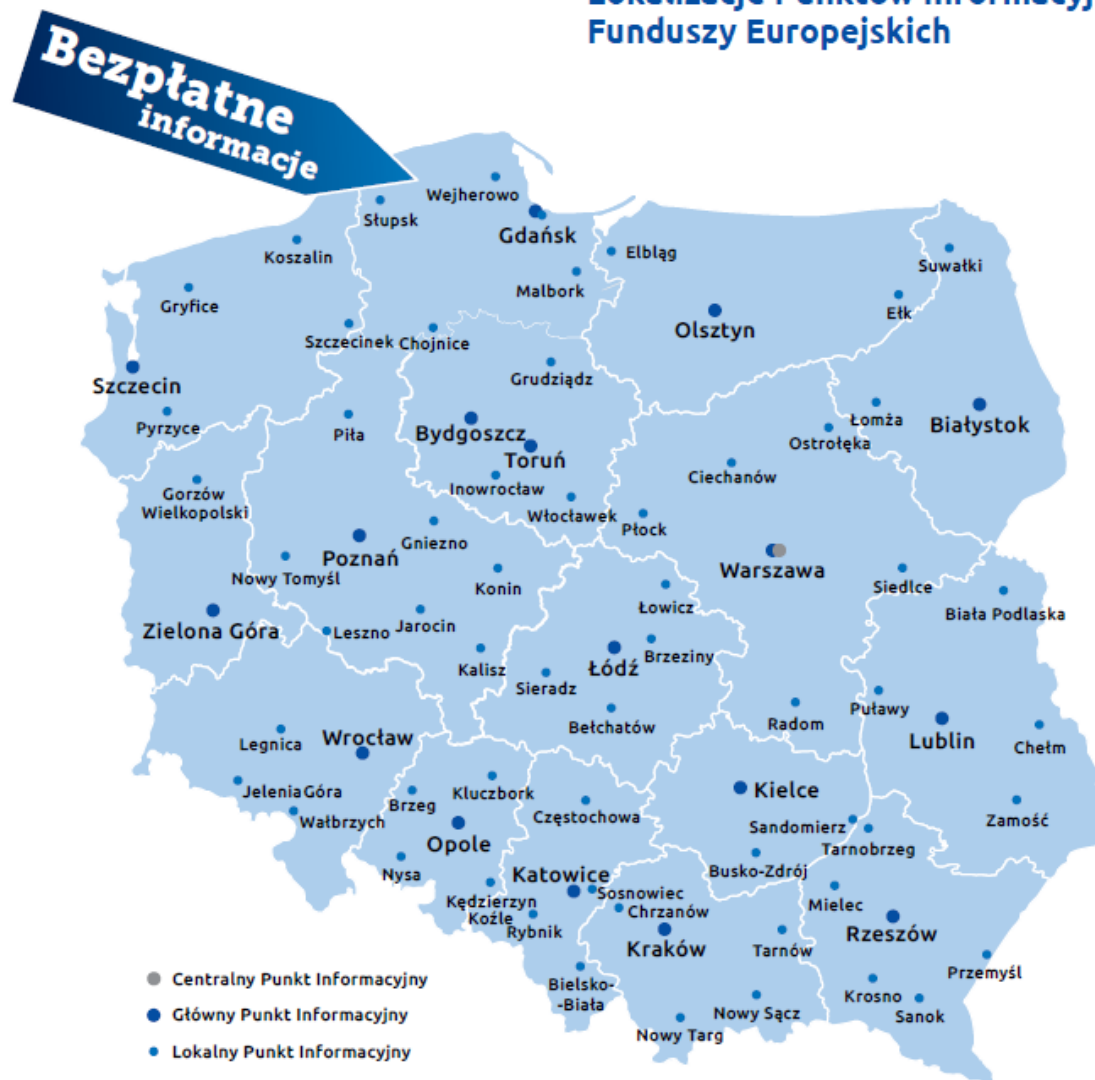 Lokalizacje Punktów Informacyj
Funduszy Europejskich
Bezpłatne
informacje
Wejherowo
Słupsk
Gdańsk
Koszalin
Elbląg
Suwałki
Malbork
Gryfice
Ełk
Olsztyn
Szczecinek
Chojnice
Grudziądz
Szczecin
Łomża
Pyrzyce
Piła
Bydgoszcz
Białystok
Ostrołęka
Toruń
Ciechanów
Inowrocław
Gorzów
Wielkopolski
Włocławek
Płock
Gniezno
Poznań
Warszawa
Nowy Tomyśl
Konin
Siedlce
Łowicz
Biała Podlaska
Zielona Góra
Leszno
Jarocin
Brzeziny
Kalisz
Łódź
Sieradz
Puławy
Bełchatów
Radom
Legnica
Wrocław
Lublin
Chełm
Jelenia Góra
Brzeg
Kluczbork
Kielce
Wałbrzych
Częstochowa
Sandomierz
Zamość
Opole
Tarnobrzeg
Nysa
Katowice
Busko-Zdrój
Sosnowiec
Kędzierzyn
Koźle
Chrzanów
Mielec
Rybnik
Kraków
Tarnów
Rzeszów
Przemyśl
Centralny Punkt Informacyjny
Bielsko-
-Biała
Krosno
Główny Punkt Informacyjny
Nowy Sącz
Sanok
Nowy Targ
Lokalny Punkt Informacyjny